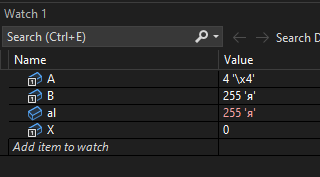 Watch 1
Search (Ctrl+E) Search D
Name Value
A 4 '\x4'
B 255 'я'
al 255 'я'
X 0
Add item to watch